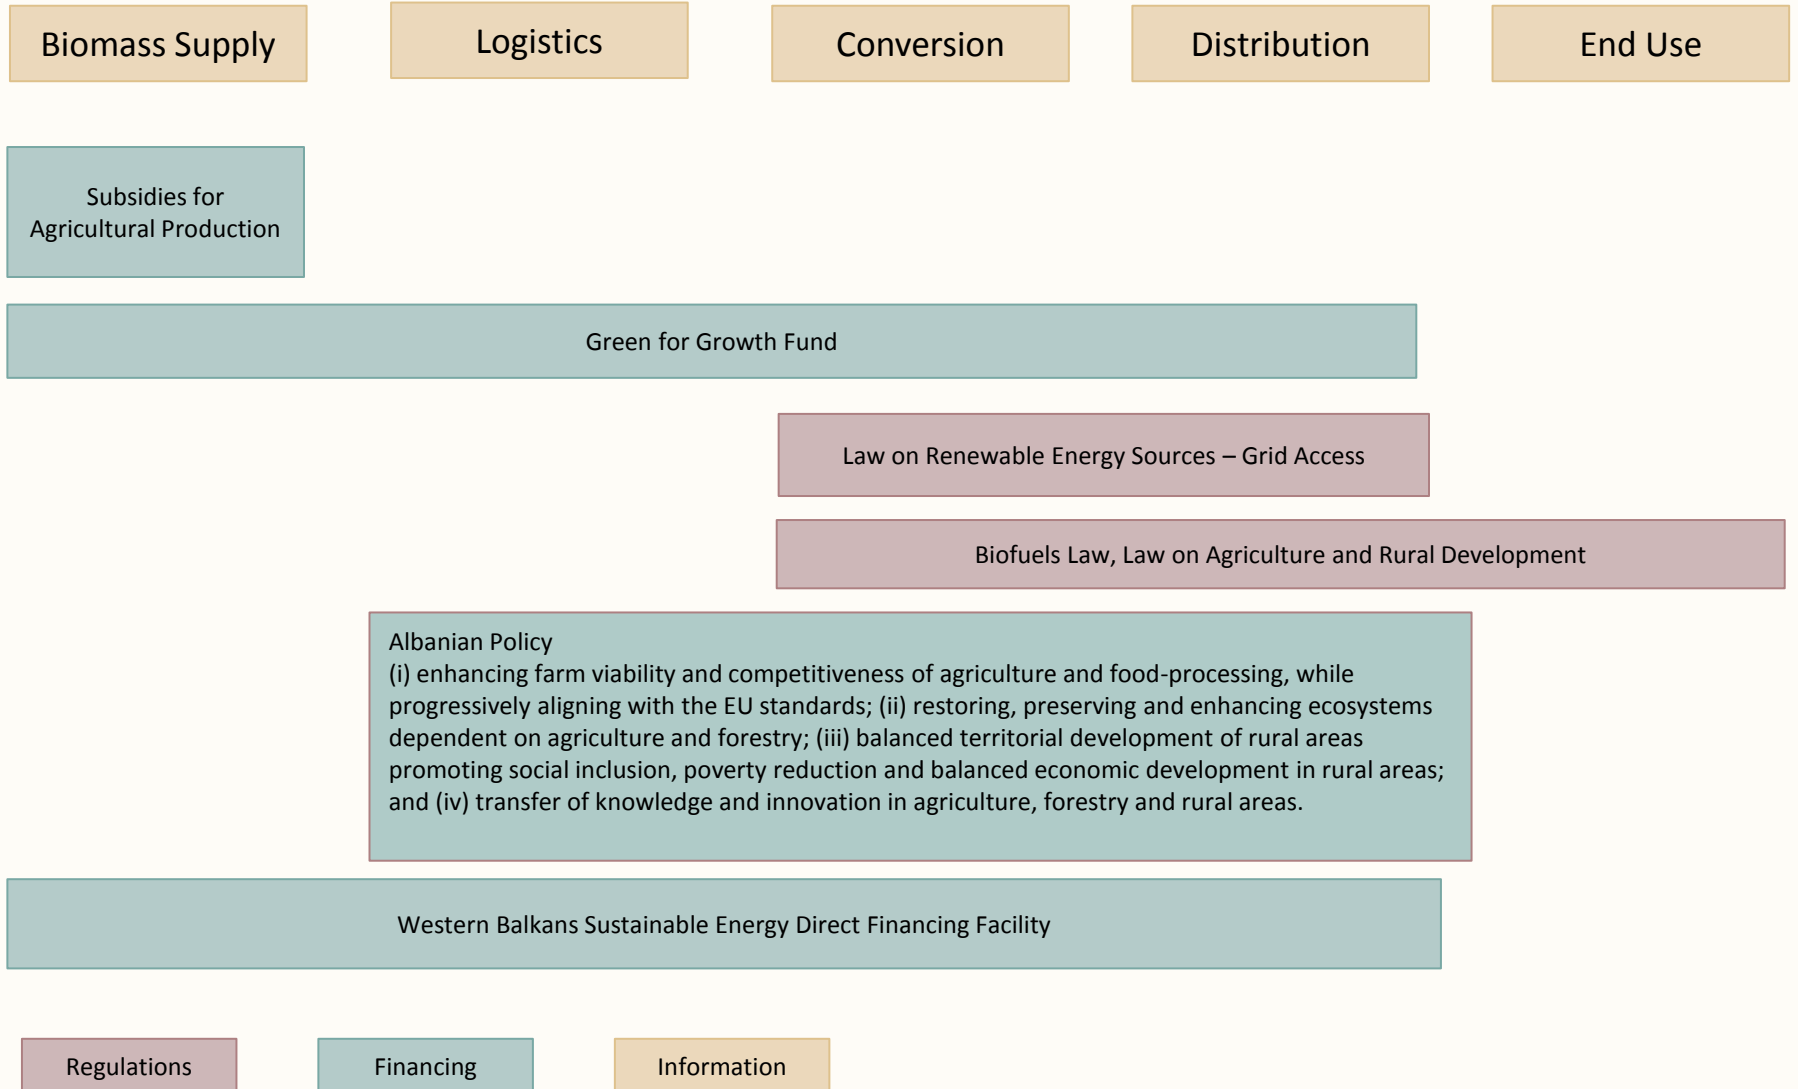 Biomass Supply
Logistics
Conversion
Distribution
End Use
Subsidies for
Agricultural Production
Green for Growth Fund
Law on Renewable Energy Sources – Grid Access
Biofuels Law, Law on Agriculture and Rural Development
Albanian Policy
(i) enhancing farm viability and competitiveness of agriculture and food-processing, while
progressively aligning with the EU standards; (ii) restoring, preserving and enhancing ecosystems
dependent on agriculture and forestry; (iii) balanced territorial development of rural areas
promoting social inclusion, poverty reduction and balanced economic development in rural areas;
and (iv) transfer of knowledge and innovation in agriculture, forestry and rural areas.
Western Balkans Sustainable Energy Direct Financing Facility
Regulations
Financing
Information